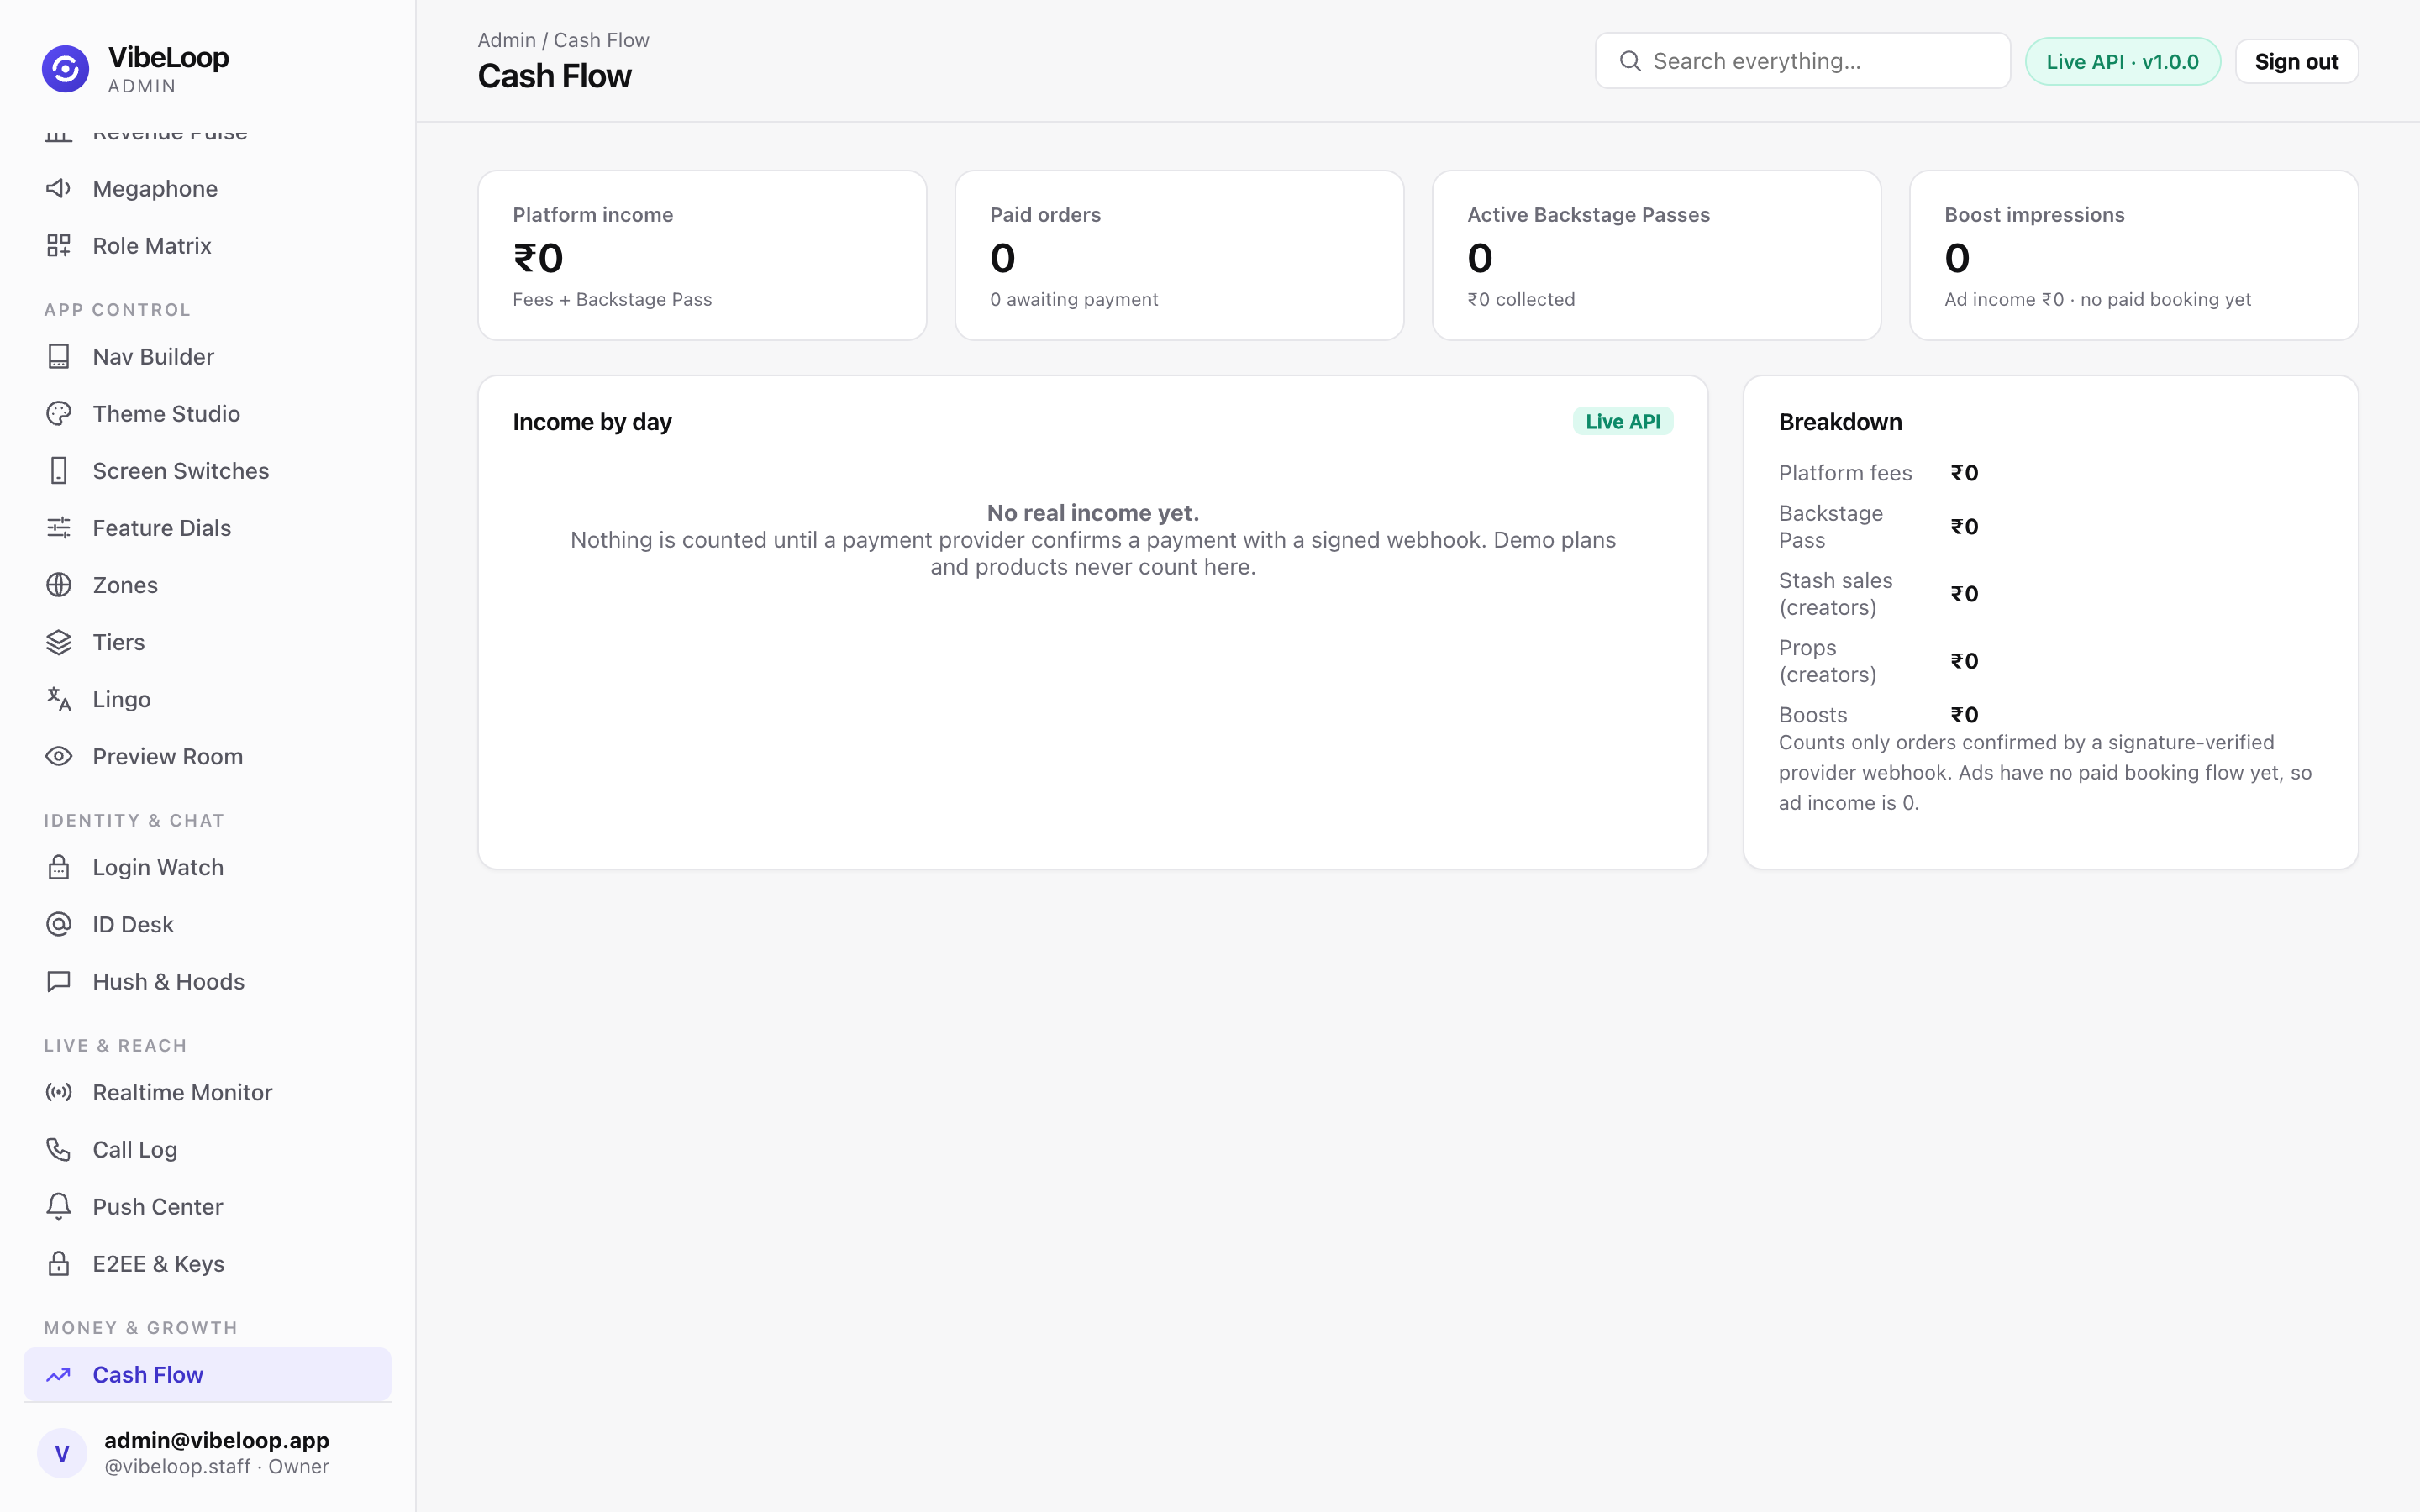 VibeLoop
ADMIN
Revenue Pulse
Megaphone
Role Matrix
APP CONTROL
Nav Builder
Theme Studio
Screen Switches
Feature Dials
Zones
Tiers
Lingo
Preview Room
IDENTITY & CHAT
Login Watch
ID Desk
Hush & Hoods
LIVE & REACH
Realtime Monitor
Call Log
Push Center
E2EE & Keys
MONEY & GROWTH
Cash Flow
V
admin@vibeloop.app
@vibeloop.staff · Owner
Admin / Cash Flow
Cash Flow
Search everything...
Live API · v1.0.0
Sign out
Platform income
₹0
Fees + Backstage Pass
Paid orders
0
0 awaiting payment
Active Backstage Passes
0
₹0 collected
Boost impressions
0
Ad income ₹0 · no paid booking yet
Income by day
Live API
No real income yet.
Nothing is counted until a payment provider confirms a payment with a signed webhook. Demo plans
and products never count here.
Breakdown
Platform fees ₹0
Backstage
Pass ₹0
Stash sales
(creators) ₹0
Props
(creators) ₹0
Boosts ₹0
Counts only orders confirmed by a signature-verified
provider webhook. Ads have no paid booking flow yet, so
ad income is 0.